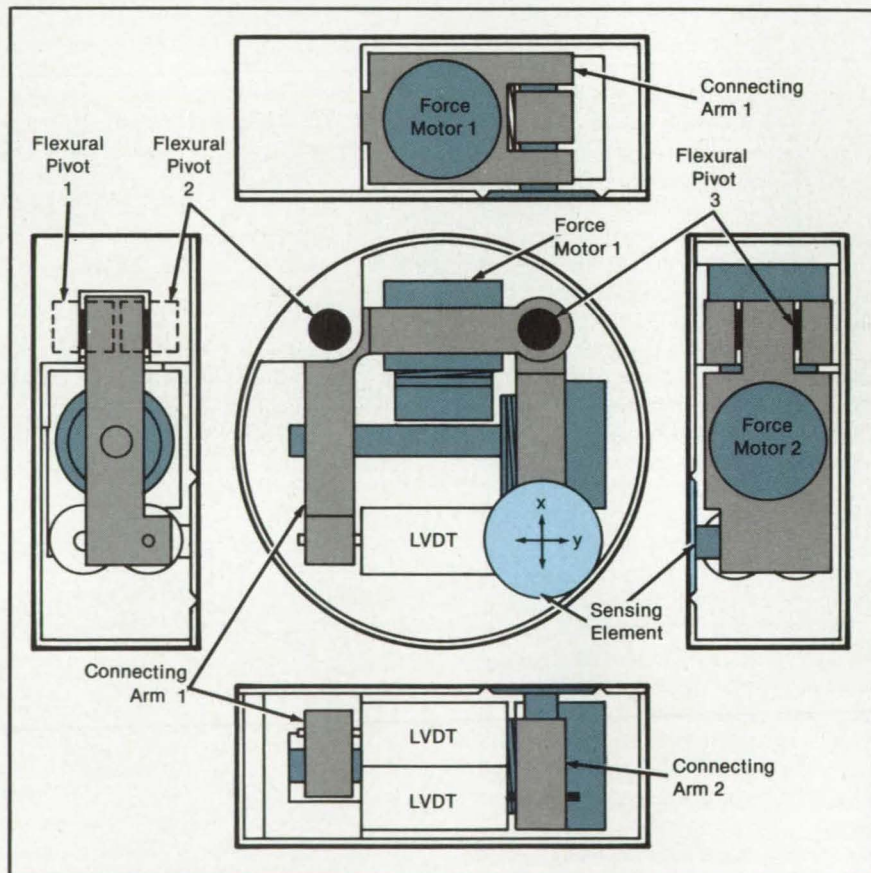 Force
Motor 1
Connecting
Arm 1
Flexural
Pivot
1
Flexural
Pivot
2
Flexural
Pivot
3
Force
Motor 1
Force
Motor 2
x
y
LVDT
Sensing
Element
Connecting
Arm 1
LVDT
LVDT
Connecting
Arm 2